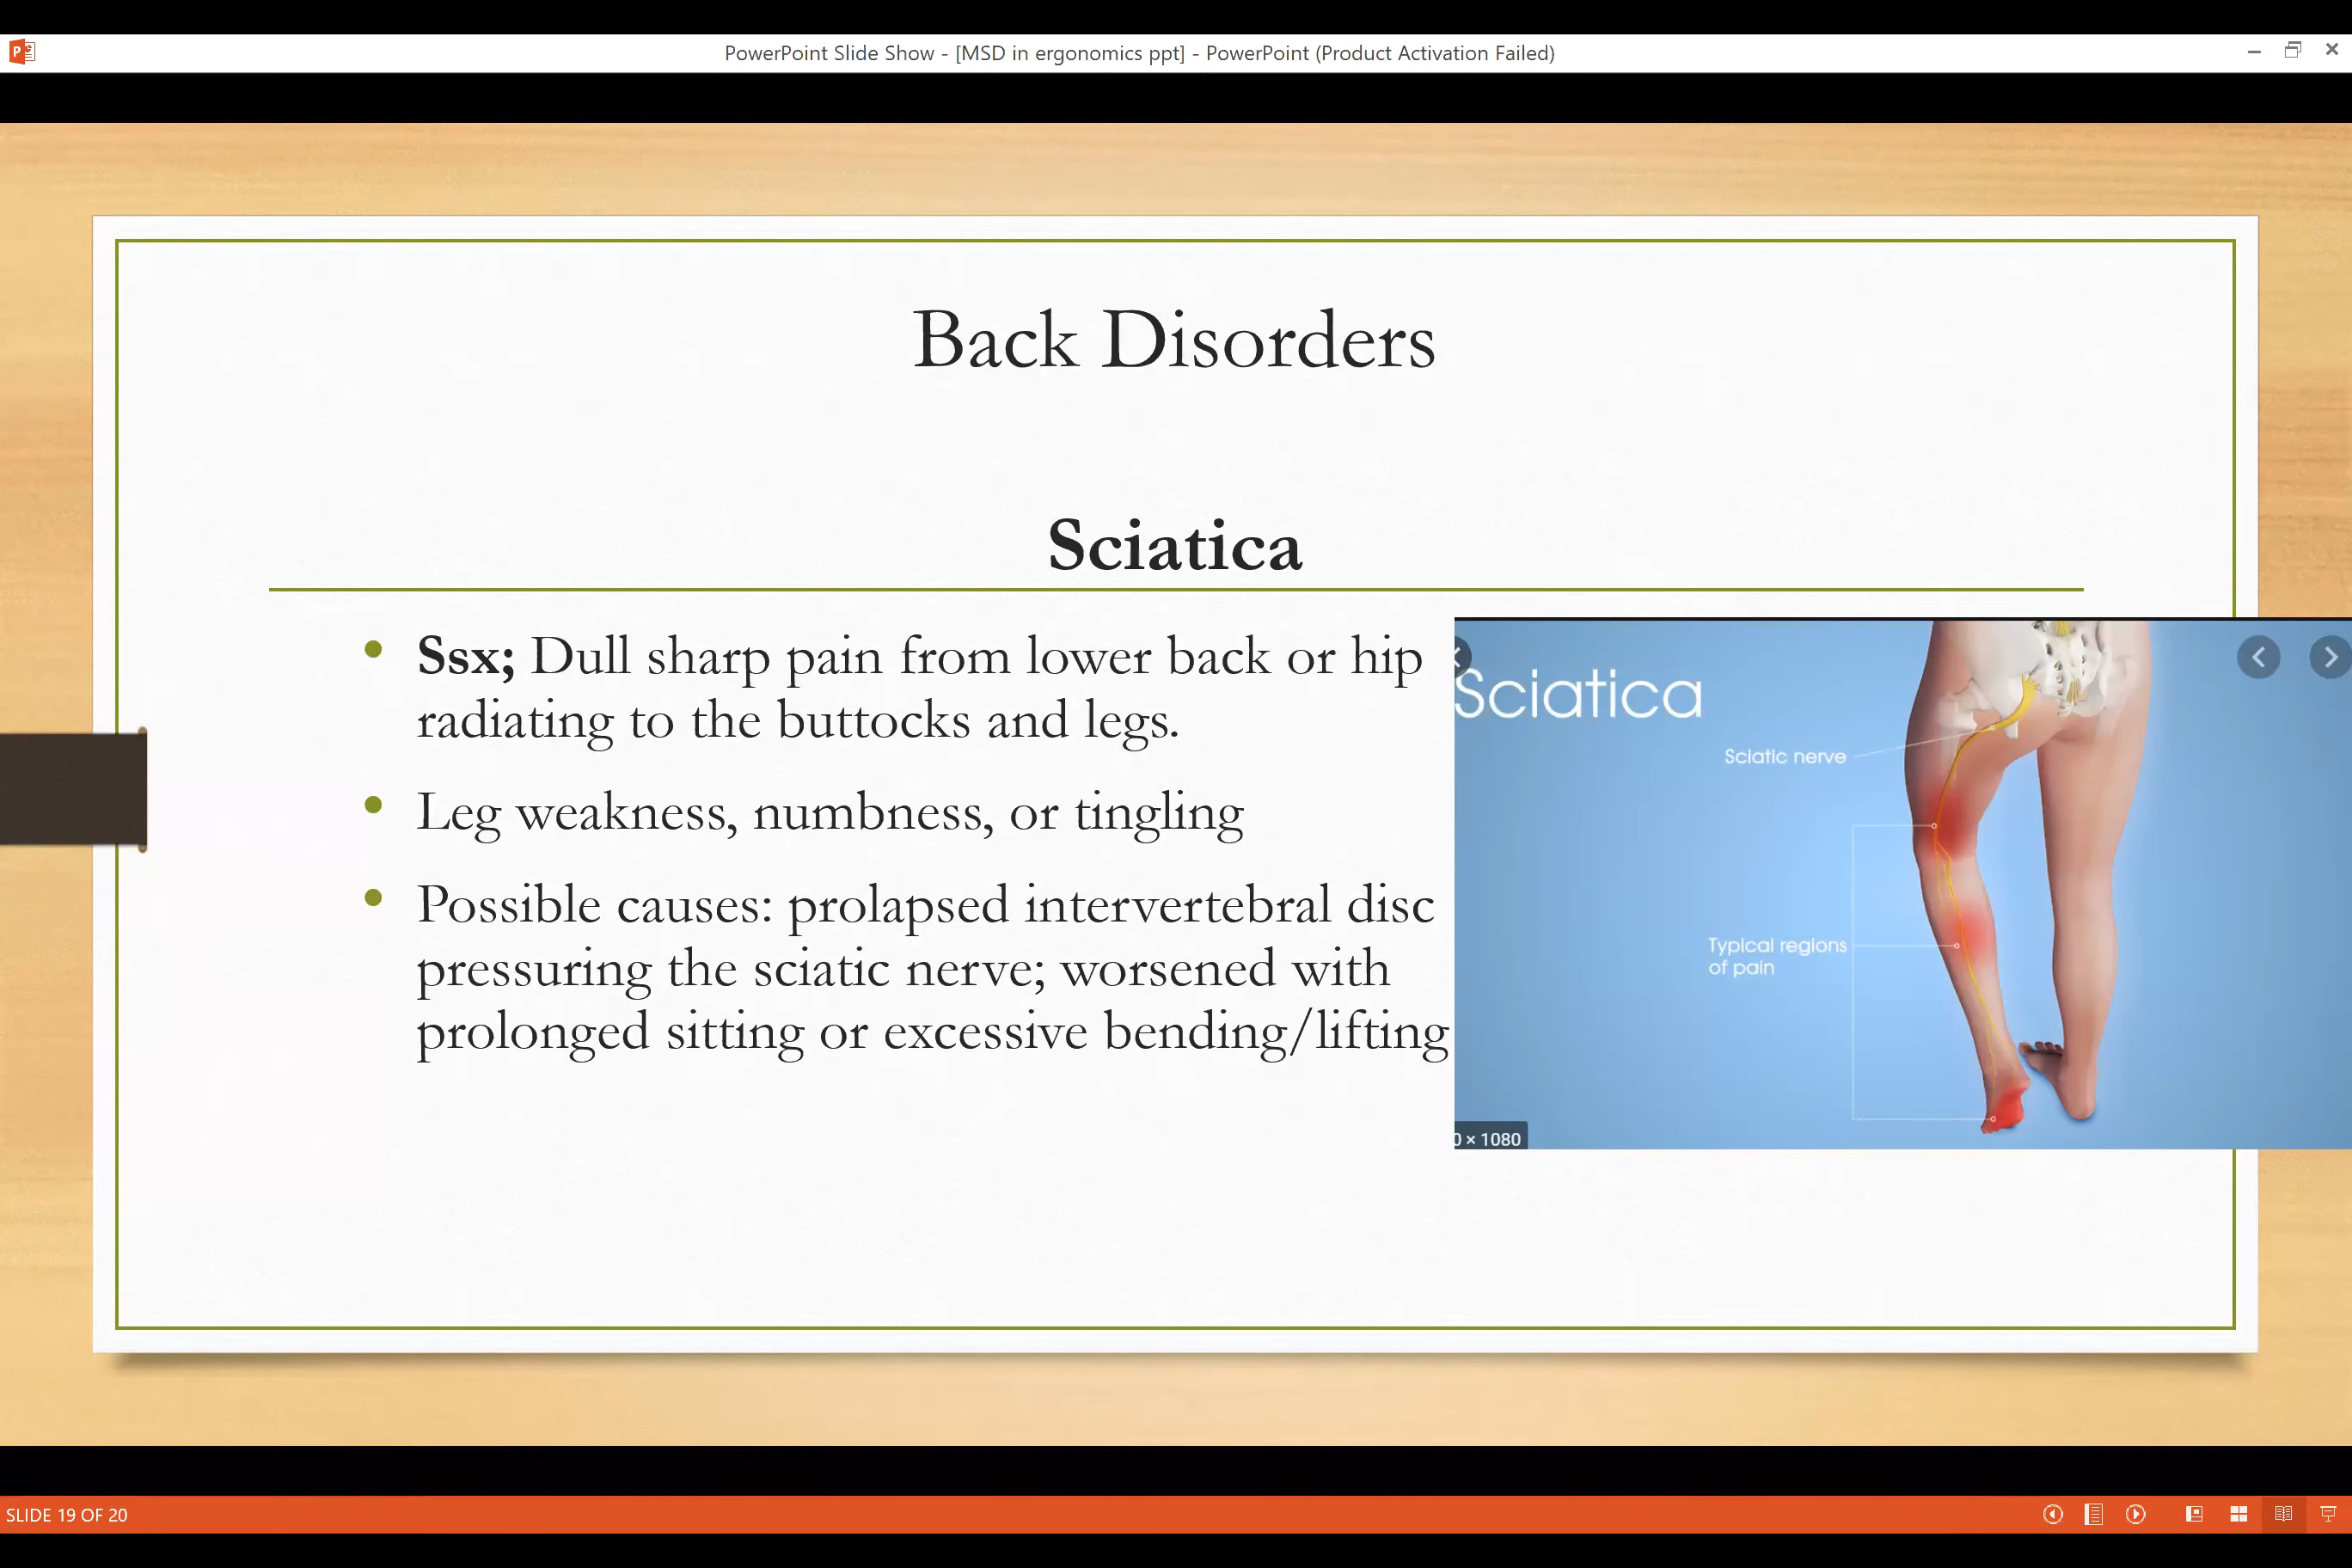 PowerPoint Slide Show - [MSD in ergonomics ppt] - PowerPoint (Product Activation Failed)
Back Disorders
Sciatica
Ssx; Dull sharp pain from lower back or hip
radiating to the buttocks and legs.
Leg weakness, numbness, or tingling
Possible causes: prolapsed intervertebral disc
pressuring the sciatic nerve; worsened with
prolonged sitting or excessive bending/lifting
Sciatica
Sciatic nerve
Typical regions
of pain
0 × 1080
SLIDE 19 OF 20